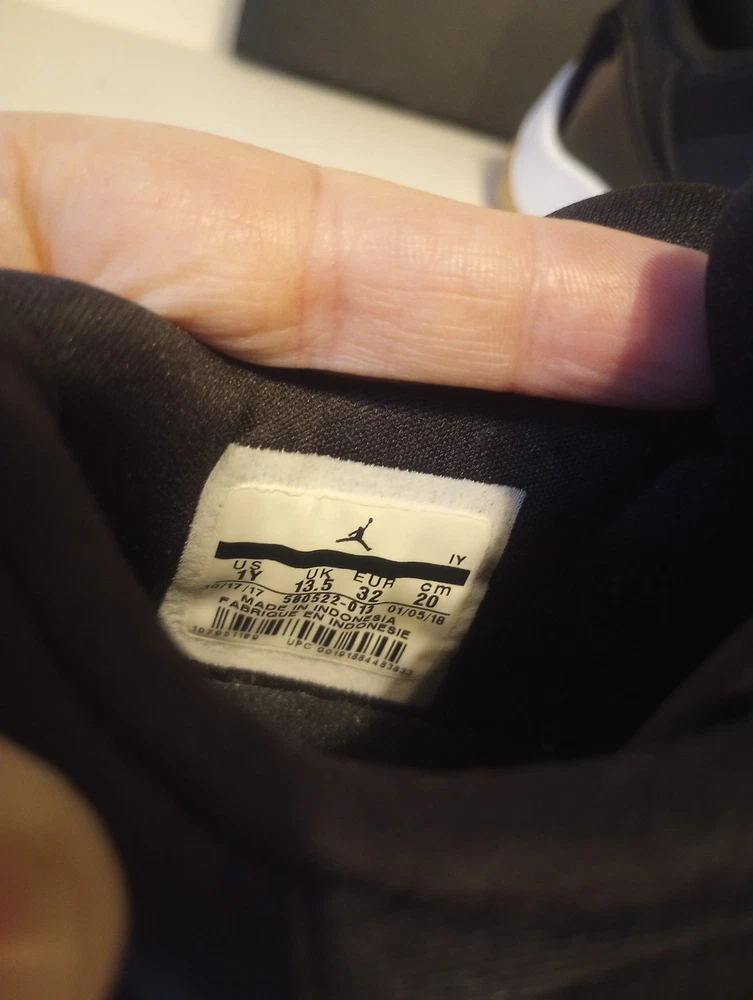 IY
US UK EUR cm
1Y 13.5 32 20
10/17/17 580522-013 01/05/18
MADE IN INDONESIA
FABRIQUE EN INDONESIE
UPC